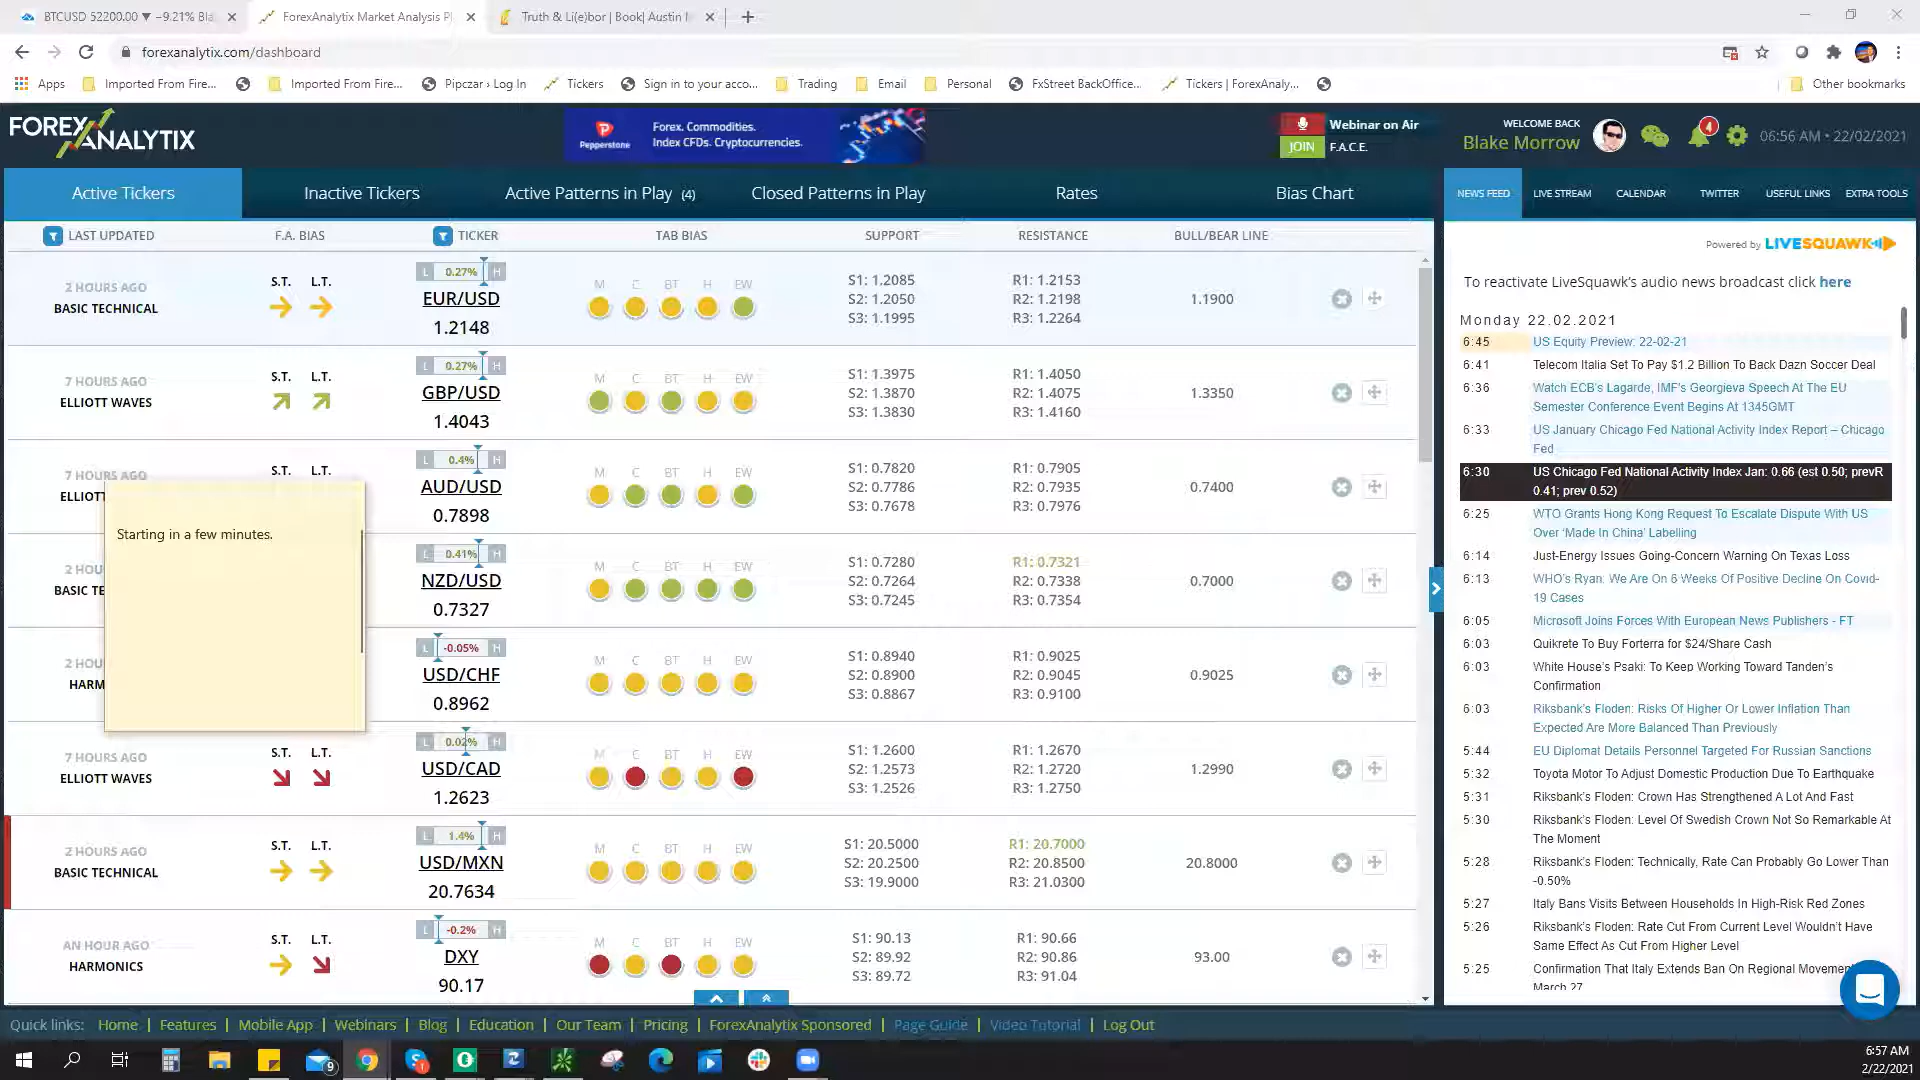 BTCUSD 52200.00 ▼ −9.21% Bla
ForexAnalytix Market Analysis Pl
Truth & Li(e)bor | Book| Austin
forexanalytix.com/dashboard
Apps
Imported From Fire...
Imported From Fire...
Pipczar › Log In
Tickers
Sign in to your acco...
Trading
Email
Personal
FxStreet BackOffice...
Tickers | ForexAnaly...
Other bookmarks
FOREX ANALYTIX
Pepperstone
Forex. Commodities.
Index CFDs. Cryptocurrencies.
Webinar on Air
JOIN F.A.C.E.
WELCOME BACK
Blake Morrow
4
06:56 AM • 22/02/2021
Active Tickers
Inactive Tickers
Active Patterns in Play (4)
Closed Patterns in Play
Rates
Bias Chart
NEWS FEED
LIVE STREAM
CALENDAR
TWITTER
USEFUL LINKS
EXTRA TOOLS
LAST UPDATED F.A. BIAS TICKER TAB BIAS SUPPORT RESISTANCE BULL/BEAR LINE
2 HOURS AGO
BASIC TECHNICAL
S.T. L.T.
L 0.27% H
EUR/USD
1.2148
M C BT H EW
S1: 1.2085
S2: 1.2050
S3: 1.1995
R1: 1.2153
R2: 1.2198
R3: 1.2264
1.1900
7 HOURS AGO
ELLIOTT WAVES
S.T. L.T.
L 0.27% H
GBP/USD
1.4043
M C BT H EW
S1: 1.3975
S2: 1.3870
S3: 1.3830
R1: 1.4050
R2: 1.4075
R3: 1.4160
1.3350
7 HOURS AGO
ELLIOTT
S.T. L.T.
L 0.4% H
AUD/USD
0.7898
M C BT H EW
S1: 0.7820
S2: 0.7786
S3: 0.7678
R1: 0.7905
R2: 0.7935
R3: 0.7976
0.7400
Starting in a few minutes.
2 HOU
BASIC TE
L 0.41% H
NZD/USD
0.7327
M C BT H EW
S1: 0.7280
S2: 0.7264
S3: 0.7245
R1: 0.7321
R2: 0.7338
R3: 0.7354
0.7000
2 HOU
HARM
L -0.05% H
USD/CHF
0.8962
M C BT H EW
S1: 0.8940
S2: 0.8900
S3: 0.8867
R1: 0.9025
R2: 0.9045
R3: 0.9100
0.9025
7 HOURS AGO
ELLIOTT WAVES
S.T. L.T.
L 0.02% H
USD/CAD
1.2623
M C BT H EW
S1: 1.2600
S2: 1.2573
S3: 1.2526
R1: 1.2670
R2: 1.2720
R3: 1.2750
1.2990
2 HOURS AGO
BASIC TECHNICAL
S.T. L.T.
L 1.4% H
USD/MXN
20.7634
M C BT H EW
S1: 20.5000
S2: 20.2500
S3: 19.9000
R1: 20.7000
R2: 20.8500
R3: 21.0300
20.8000
AN HOUR AGO
HARMONICS
S.T. L.T.
L -0.2% H
DXY
90.17
M C BT H EW
S1: 90.13
S2: 89.92
S3: 89.72
R1: 90.66
R2: 90.86
R3: 91.04
93.00
Powered by LIVESQUAWK
To reactivate LiveSquawk's audio news broadcast click here
Monday 22.02.2021
6:45 US Equity Preview: 22-02-21
6:41 Telecom Italia Set To Pay $1.2 Billion To Back Dazn Soccer Deal
6:36 Watch ECB's Lagarde, IMF's Georgieva Speech At The EU
Semester Conference Event Begins At 1345GMT
6:33 US January Chicago Fed National Activity Index Report – Chicago
Fed
6:30 US Chicago Fed National Activity Index Jan: 0.66 (est 0.50; prevR
0.41; prev 0.52)
6:25 WTO Grants Hong Kong Request To Escalate Dispute With US
Over 'Made In China' Labelling
6:14 Just-Energy Issues Going-Concern Warning On Texas Loss
6:13 WHO's Ryan: We Are On 6 Weeks Of Positive Decline On Covid-
19 Cases
6:05 Microsoft Joins Forces With European News Publishers - FT
6:03 Quikrete To Buy Forterra for $24/Share Cash
6:03 White House's Psaki: To Keep Working Toward Tanden's
Confirmation
6:03 Riksbank's Floden: Risks Of Higher Or Lower Inflation Than
Expected Are More Balanced Than Previously
5:44 EU Diplomat Details Personnel Targeted For Russian Sanctions
5:32 Toyota Motor To Adjust Domestic Production Due To Earthquake
5:31 Riksbank's Floden: Crown Has Strengthened A Lot And Fast
5:30 Riksbank's Floden: Level Of Swedish Crown Not So Remarkable At
The Moment
5:28 Riksbank's Floden: Technically, Rate Can Probably Go Lower Than
-0.50%
5:27 Italy Bans Visits Between Households In High-Risk Red Zones
5:26 Riksbank's Floden: Rate Cut From Current Level Wouldn't Have
Same Effect As Cut From Higher Level
5:25 Confirmation That Italy Extends Ban On Regional Movement
March 27
Quick links: Home | Features | Mobile App | Webinars | Blog | Education | Our Team | Pricing | ForexAnalytix Sponsored | Page Guide | Video Tutorial | Log Out
9
6:57 AM
2/22/2021